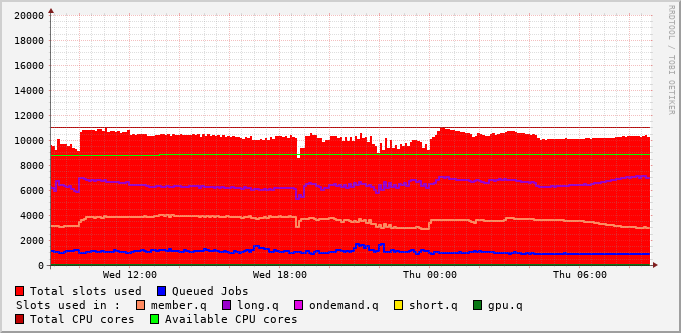 RRDTOOL / TOBI OETIKER
20000
18000
16000
14000
12000
10000
8000
6000
4000
2000
0
Wed 12:00 Wed 18:00 Thu 00:00 Thu 06:00
Total slots used Queued Jobs
Slots used in : member.q long.q ondemand.q short.q gpu.q
Total CPU cores Available CPU cores